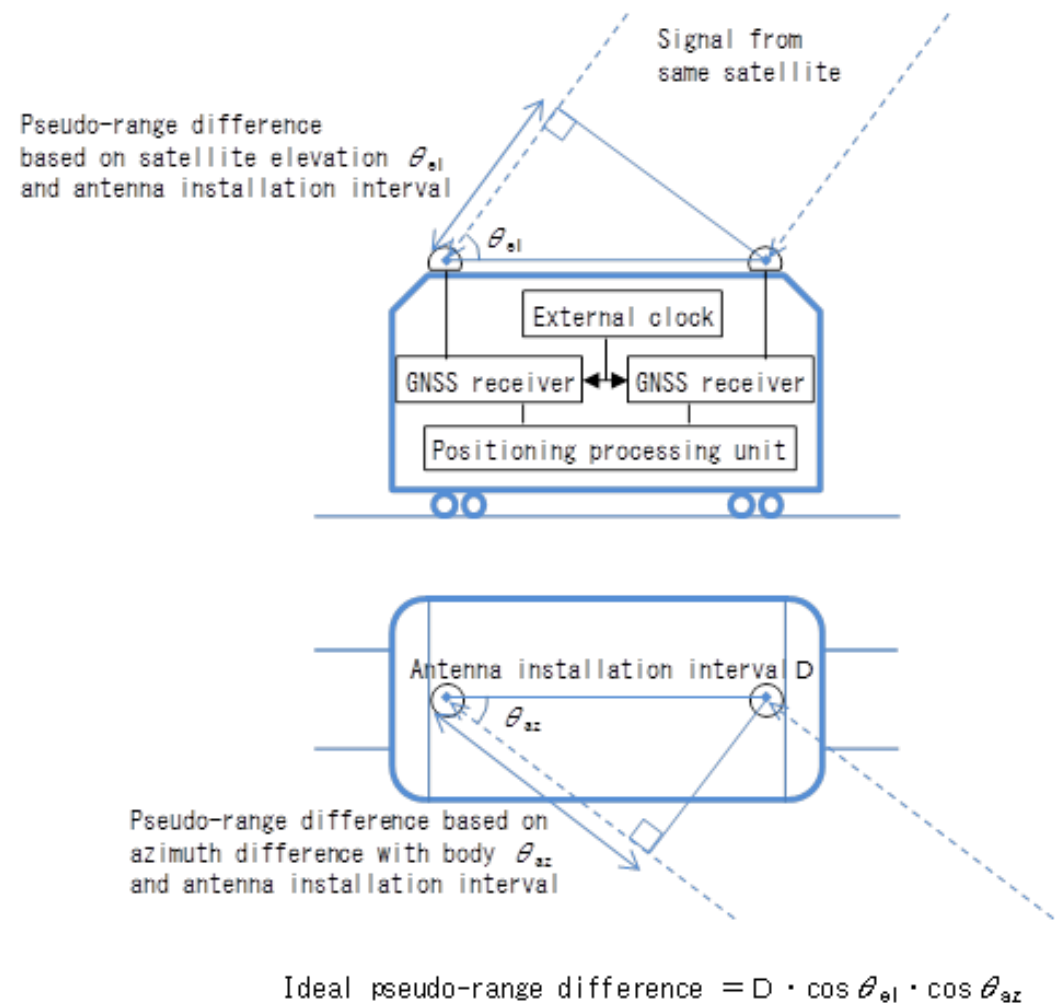 Signal from
same satellite
Pseudo-range difference
based on satellite elevation θel
and antenna installation interval
θel
External clock
GNSS receiver
GNSS receiver
Positioning processing unit
Antenna installation interval D
θaz
Pseudo-range difference based on
azimuth difference with body θaz
and antenna installation interval
Ideal pseudo-range difference =D・cosθel・cosθaz